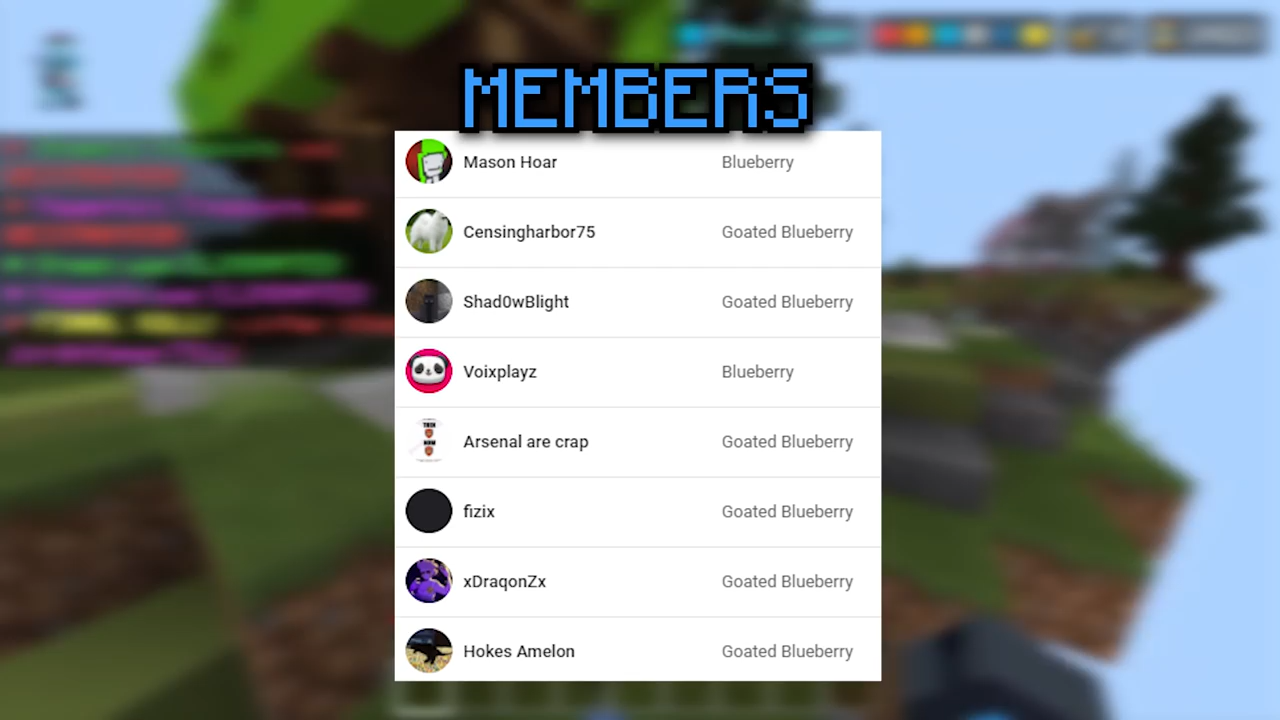 MEMBERS
Mason Hoar Blueberry
Censingharbor75 Goated Blueberry
Shad0wBlight Goated Blueberry
Voixplayz Blueberry
Arsenal are crap Goated Blueberry
fizix Goated Blueberry
xDraqonZx Goated Blueberry
Hokes Amelon Goated Blueberry